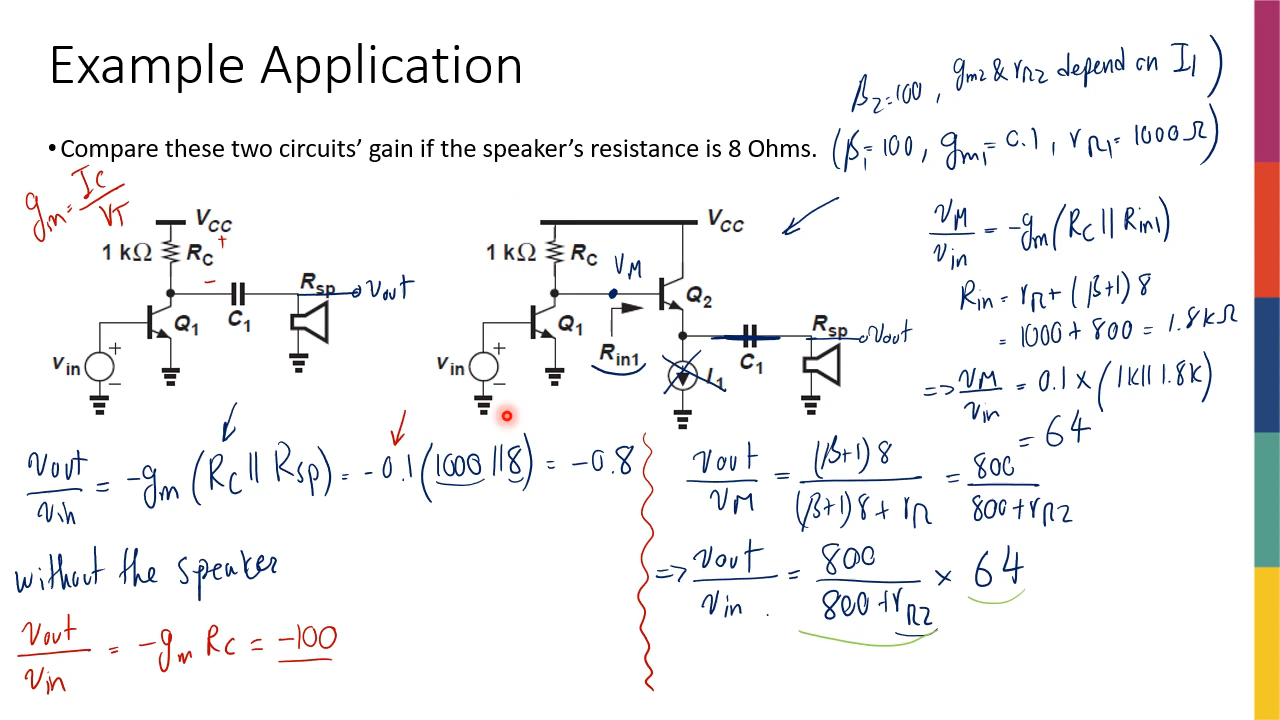 Example Application
β2=100, gm2 & rπ2 depend on I1)
•Compare these two circuits' gain if the speaker's resistance is 8 Ohms.
(β1=100, gm1=0.1, rπ1=1000Ω)
gm=IC/VT
VCC
1 kΩ
RC
+
-
Rsp
vout
C1
Q1
vin
+
−
VCC
1 kΩ
RC
VM
Q2
Q1
Rin1
C1
Rsp
vout
vin
+
−
I1
vM/vin = -gm(RC||Rin1)
Rin = rπ+(β+1)8
= 1000+800=1.8kΩ
=>vM/vin=0.1×(1k||1.8k)
=64
vout/vin = -gm(RC||Rsp)=-0.1(1000||8)=-0.8
without the speaker
vout/vin = -gm RC = -100
vout/vM = (β+1)8/(β+1)8+rπ = 800/800+rπ2
=>vout/vin = 800/800+rπ2 × 64